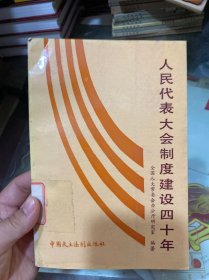 人民代表大会制度建设四十年
全国人大常委会办公厅研究室 编著
中国民主法制出版社